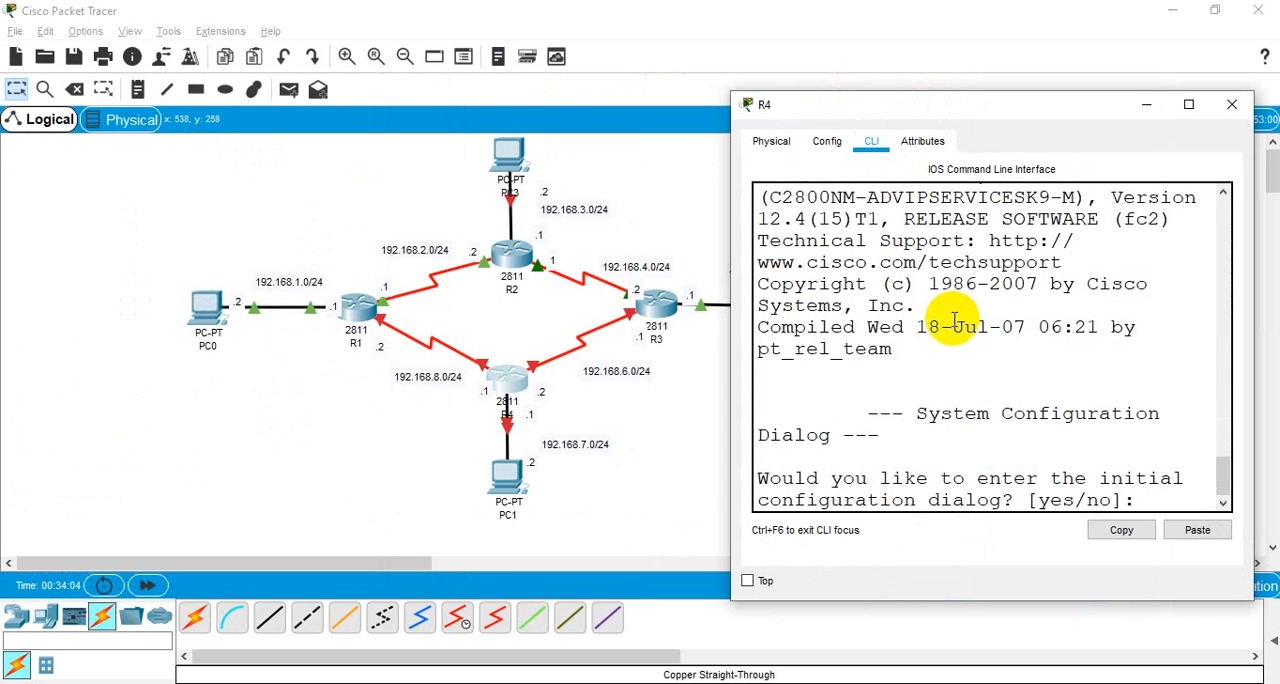 Cisco Packet Tracer
File Edit Options View Tools Extensions Help
?
Logical Physical x: 538, y: 258
53:00
PC-PT
PC3
.2
192.168.3.0/24
.1
192.168.2.0/24
.2
.1
2811
R2
192.168.4.0/24
192.168.1.0/24
.2
.1
.1
.2
.1
PC-PT
PC0
2811
R1
2811
R3
.2
.1
192.168.8.0/24
192.168.6.0/24
.1
.2
2811
R4
.1
192.168.7.0/24
.2
PC-PT
PC1
R4
Physical Config CLI Attributes
IOS Command Line Interface
(C2800NM-ADVIPSERVICESK9-M), Version
12.4(15)T1, RELEASE SOFTWARE (fc2)
Technical Support: http://
www.cisco.com/techsupport
Copyright (c) 1986-2007 by Cisco
Systems, Inc.
Compiled Wed 18-Jul-07 06:21 by
pt_rel_team
--- System Configuration
Dialog ---
Would you like to enter the initial
configuration dialog? [yes/no]:
Ctrl+F6 to exit CLI focus
Copy Paste
Top
Time: 00:34:04
ation
Copper Straight-Through